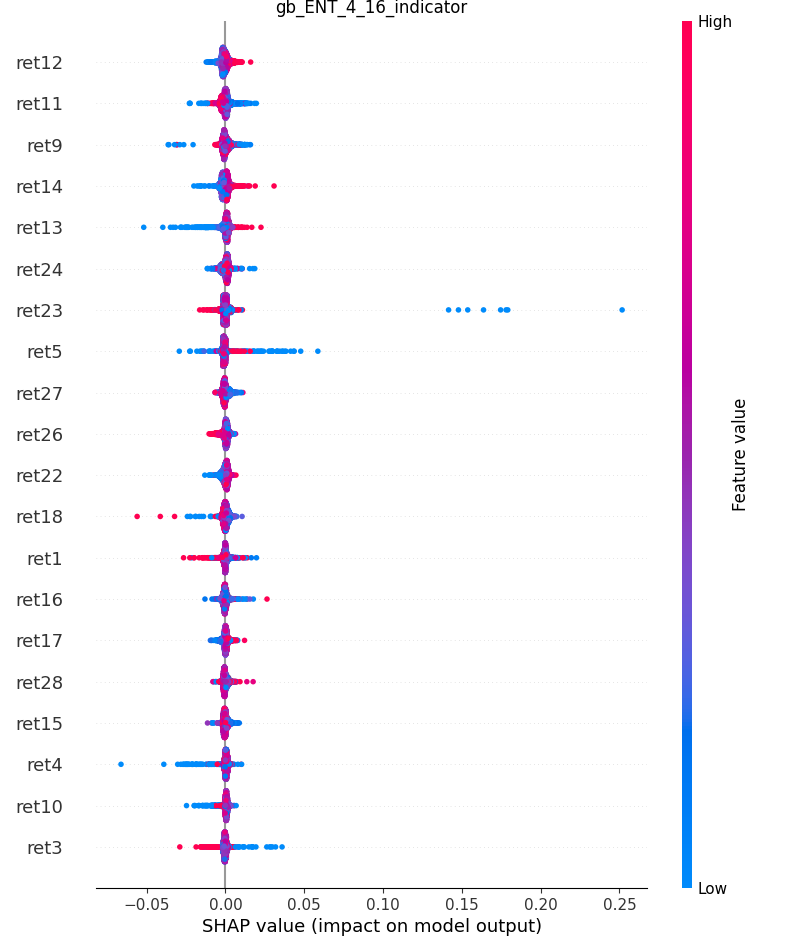 gb_ENT_4_16_indicator
High
ret12
ret11
ret9
ret14
ret13
ret24
ret23
ret5
ret27
ret26
ret22
ret18
ret1
ret16
ret17
ret28
ret15
ret4
ret10
ret3
Feature value
Low
−0.05 0.00 0.05 0.10 0.15 0.20 0.25
SHAP value (impact on model output)